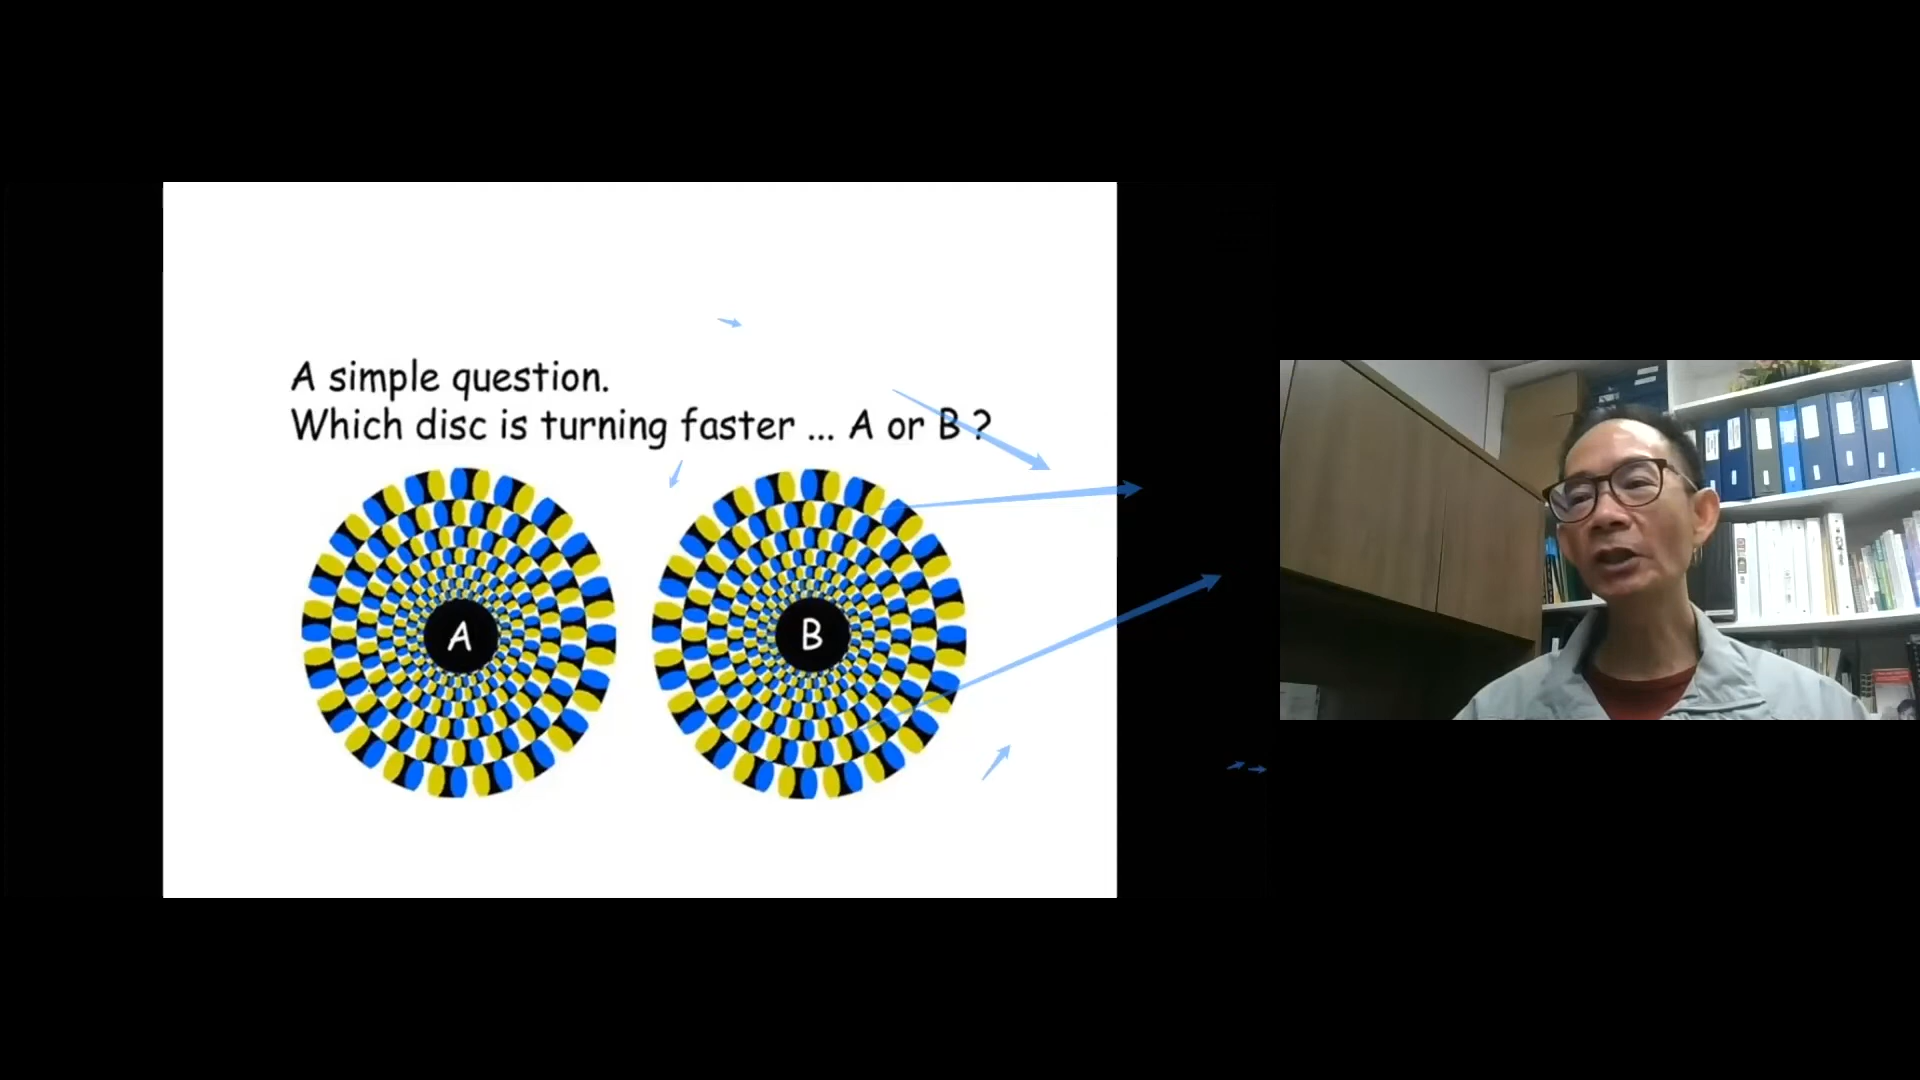 A simple question.
Which disc is turning faster ... A or B ?
A
B